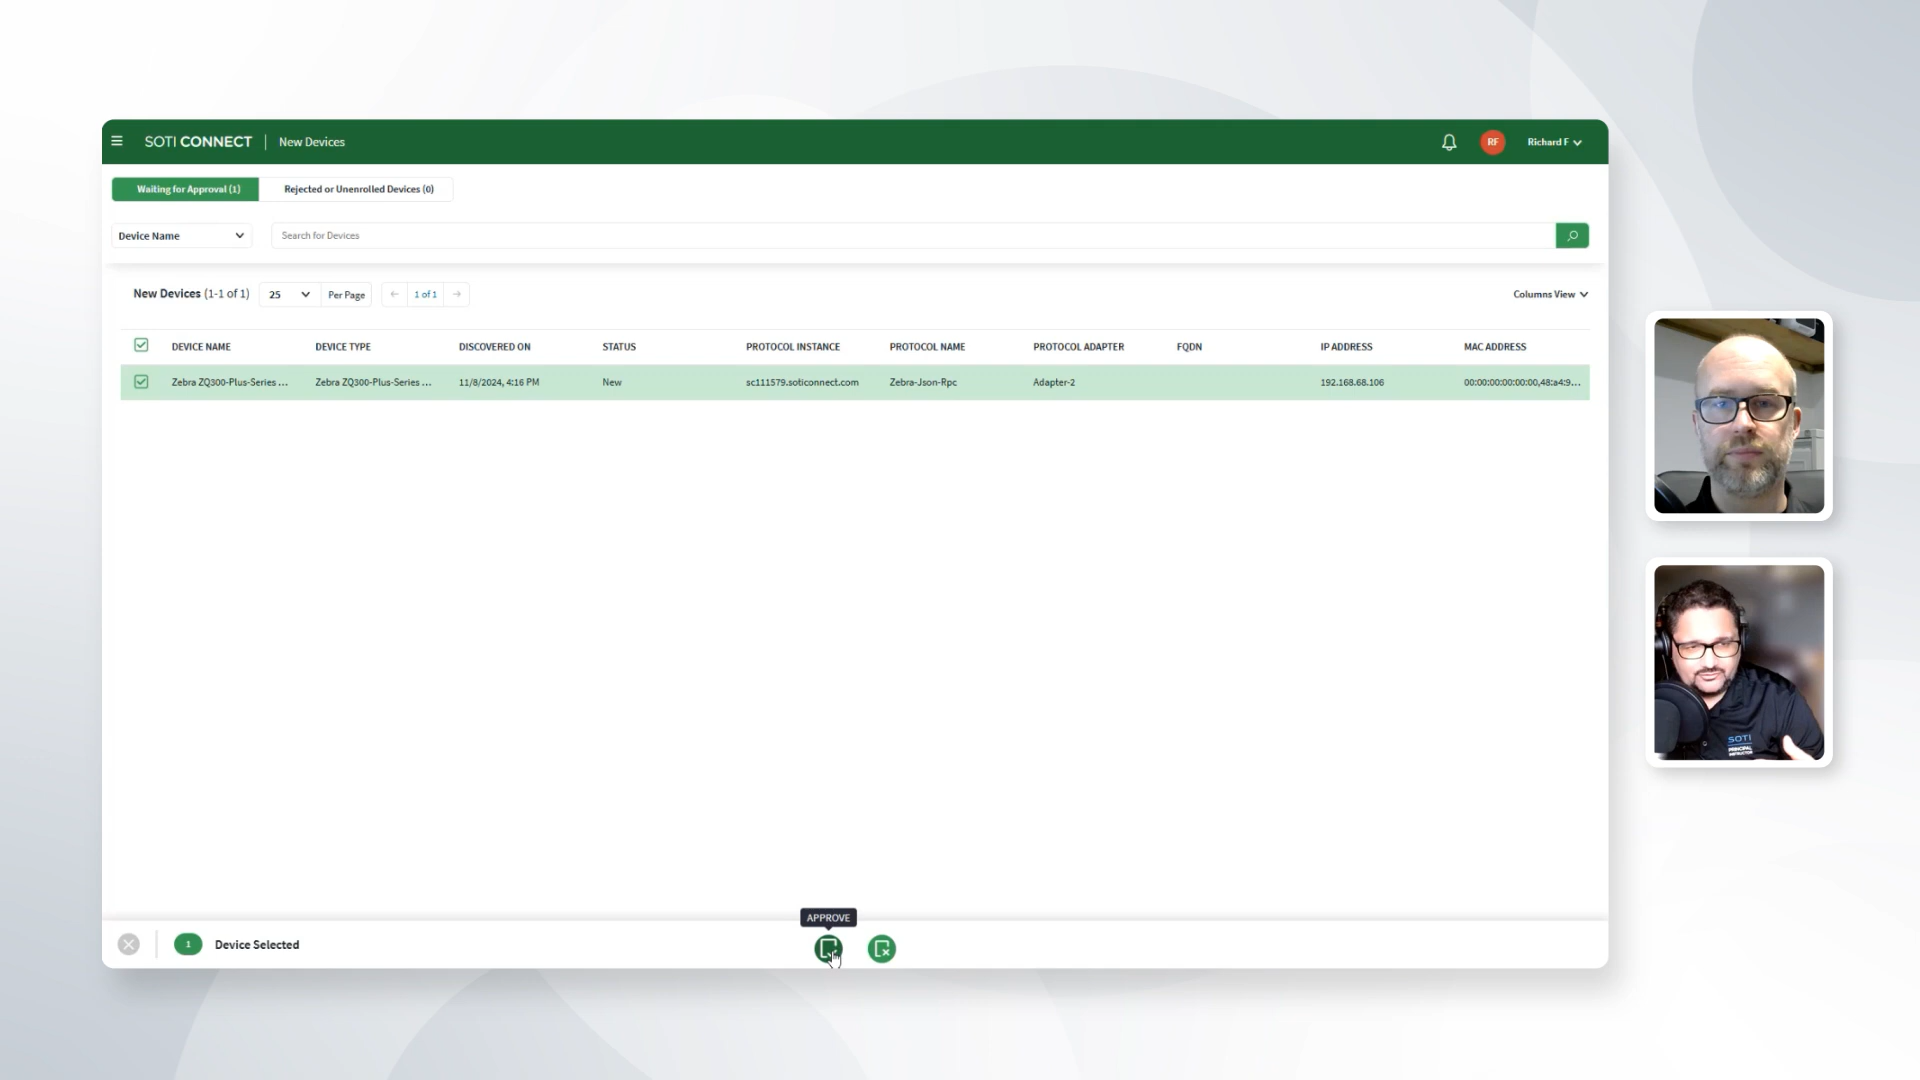 SOTI CONNECT | New Devices
RF
Richard F
Waiting for Approval (1)
Rejected or Unenrolled Devices (0)
Device Name
Search for Devices
New Devices (1-1 of 1)
25
Per Page
1 of 1
Columns View
DEVICE NAME DEVICE TYPE DISCOVERED ON STATUS PROTOCOL INSTANCE PROTOCOL NAME PROTOCOL ADAPTER FQDN IP ADDRESS MAC ADDRESS
Zebra ZQ300-Plus-Series ... Zebra ZQ300-Plus-Series ... 11/8/2024, 4:16 PM New sc111579.soticonnect.com Zebra-Json-Rpc Adapter-2 192.168.68.106 00:00:00:00:00:00,48:a4:9...
SOTI
PRINCIPAL
INSTRUCTOR
APPROVE
1 Device Selected